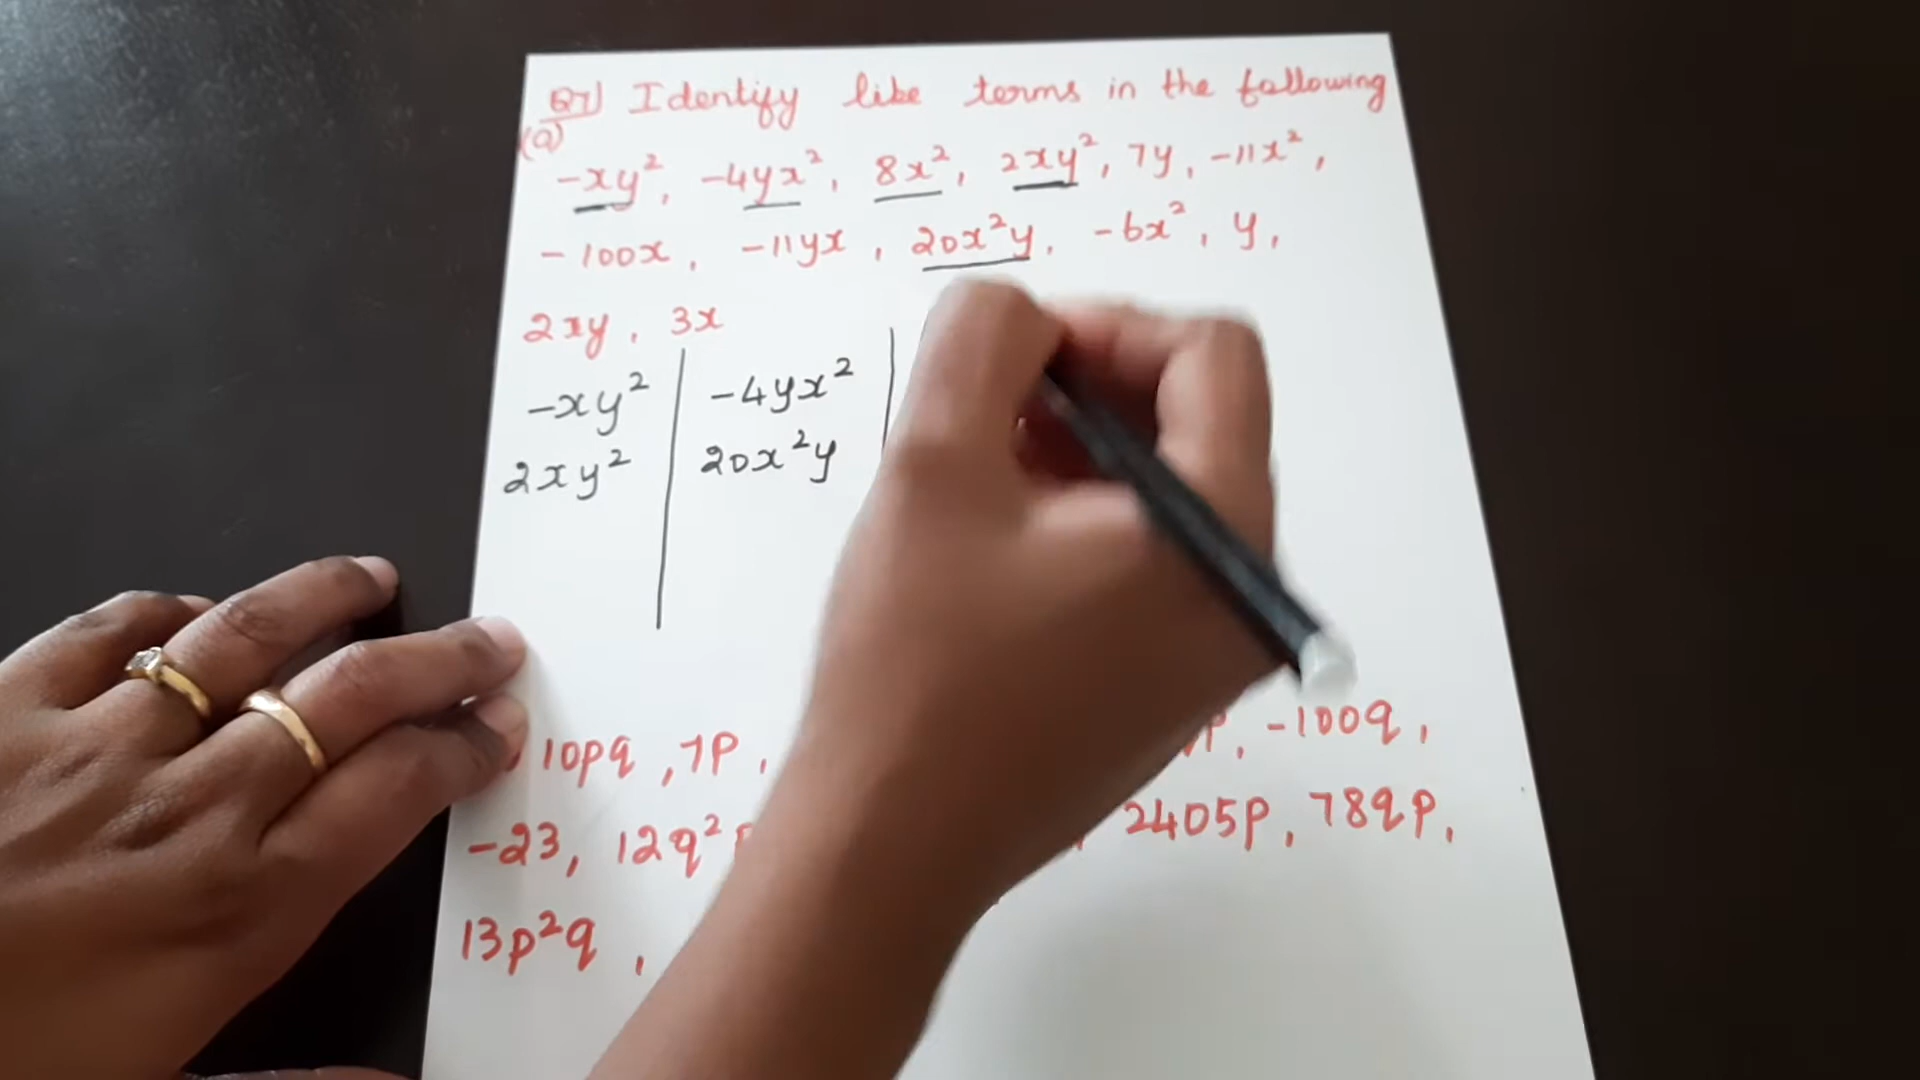 Q7) Identify like terms in the following
(a)
-xy², -4yx², 8x², 2xy², 7y, -11x²,
-100x, -11yx, 20x²y, -6x², y,
2xy, 3x
-xy² -4yx²
2xy² 20x²y
10pq, 7p, p, -100q,
-23, 12q² 2405p, 78qp,
13p²q,